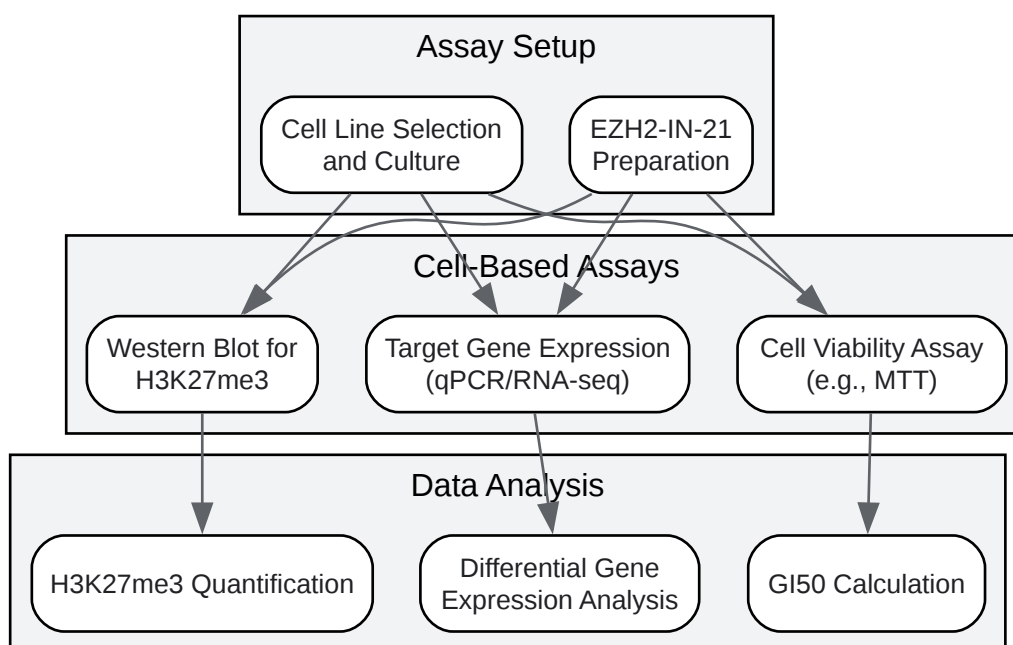 Assay Setup
Cell Line Selection
and Culture
EZH2-IN-21
Preparation
Cell-Based Assays
Western Blot for
H3K27me3
Target Gene Expression
(qPCR/RNA-seq)
Cell Viability Assay
(e.g., MTT)
Data Analysis
H3K27me3 Quantification
Differential Gene
Expression Analysis
GI50 Calculation